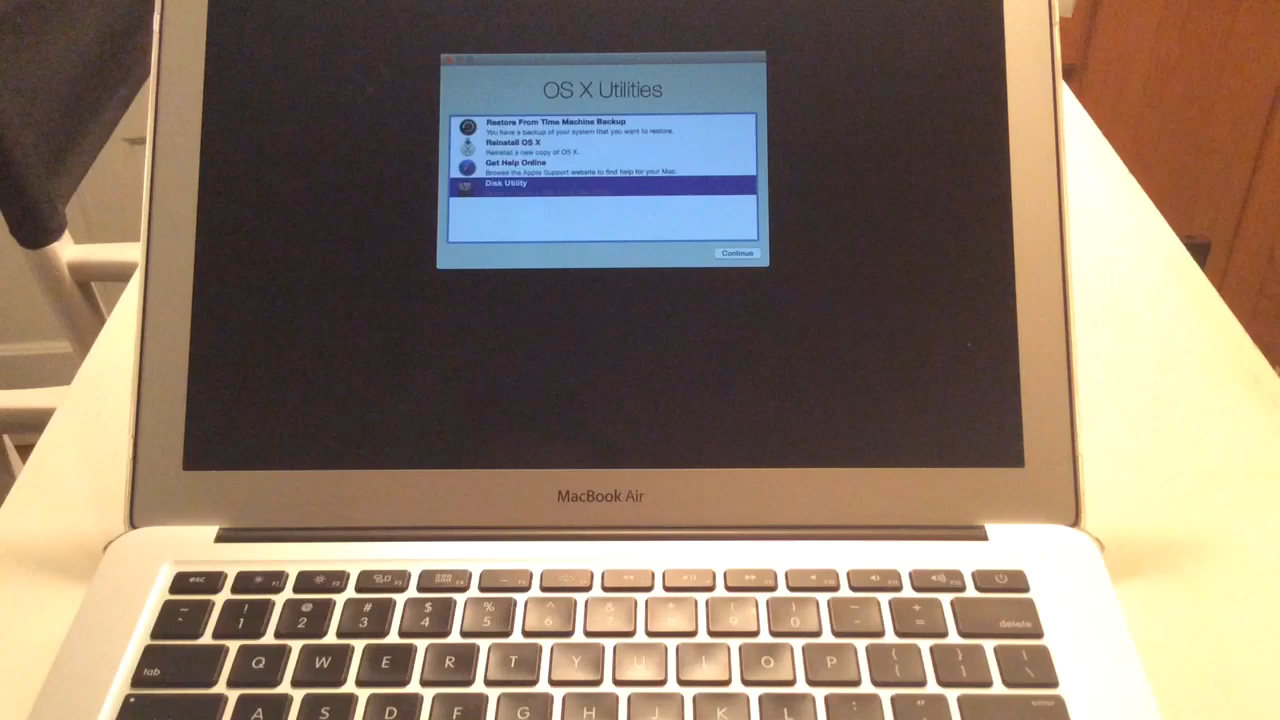 OS X Utilities
Restore From Time Machine Backup
You have a backup of your system that you want to restore.
Reinstall OS X
Reinstall a new copy of OS X.
Get Help Online
Browse the Apple Support website to find help for your Mac.
Disk Utility
Continue
MacBook Air
esc F1 F2 F3 F4 F5
~ ! @ # $ % ^ & * ( ) — +
` 1 2 3 4 5 6 7 8 9 0 - = delete
tab Q W E R T Y U I O P { [ } ] | \
A S D F G H J K L : " enter